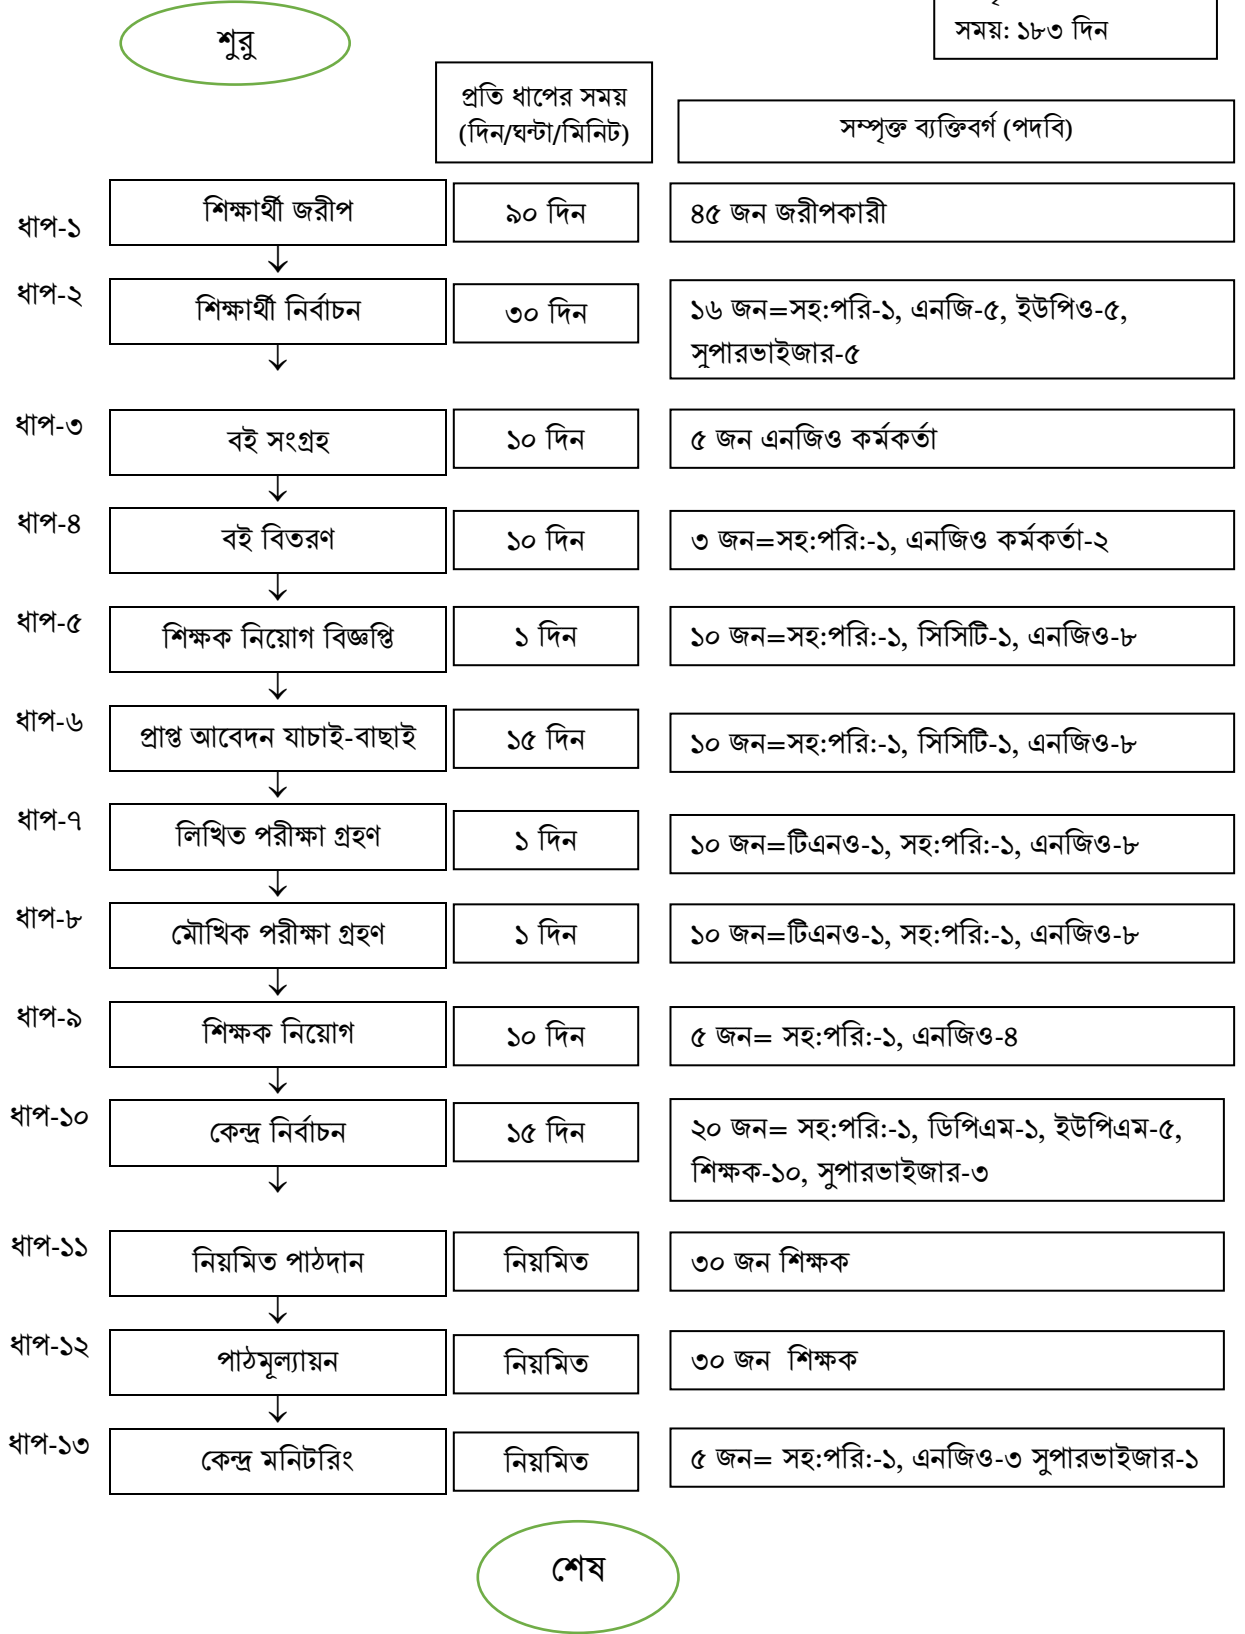 শুরু
সময়: ১৮৩ দিন
প্রতি ধাপের সময়
(দিন/ঘন্টা/মিনিট)
সম্পৃক্ত ব্যক্তিবর্গ (পদবি)
ধাপ-১
শিক্ষার্থী জরীপ
৯০ দিন
৪৫ জন জরীপকারী
ধাপ-২
শিক্ষার্থী নির্বাচন
৩০ দিন
১৬ জন=সহ:পরি-১, এনজি-৫, ইউপিও-৫,
সুপারভাইজার-৫
ধাপ-৩
বই সংগ্রহ
১০ দিন
৫ জন এনজিও কর্মকর্তা
ধাপ-৪
বই বিতরণ
১০ দিন
৩ জন=সহ:পরি:-১, এনজিও কর্মকর্তা-২
ধাপ-৫
শিক্ষক নিয়োগ বিজ্ঞপ্তি
১ দিন
১০ জন=সহ:পরি:-১, সিসিটি-১, এনজিও-৮
ধাপ-৬
প্রাপ্ত আবেদন যাচাই-বাছাই
১৫ দিন
১০ জন=সহ:পরি:-১, সিসিটি-১, এনজিও-৮
ধাপ-৭
লিখিত পরীক্ষা গ্রহণ
১ দিন
১০ জন=টিএনও-১, সহ:পরি:-১, এনজিও-৮
ধাপ-৮
মৌখিক পরীক্ষা গ্রহণ
১ দিন
১০ জন=টিএনও-১, সহ:পরি:-১, এনজিও-৮
ধাপ-৯
শিক্ষক নিয়োগ
১০ দিন
৫ জন= সহ:পরি:-১, এনজিও-৪
ধাপ-১০
কেন্দ্র নির্বাচন
১৫ দিন
২০ জন= সহ:পরি:-১, ডিপিএম-১, ইউপিএম-৫,
শিক্ষক-১০, সুপারভাইজার-৩
ধাপ-১১
নিয়মিত পাঠদান
নিয়মিত
৩০ জন শিক্ষক
ধাপ-১২
পাঠমূল্যায়ন
নিয়মিত
৩০ জন শিক্ষক
ধাপ-১৩
কেন্দ্র মনিটরিং
নিয়মিত
৫ জন= সহ:পরি:-১, এনজিও-৩ সুপারভাইজার-১
শেষ